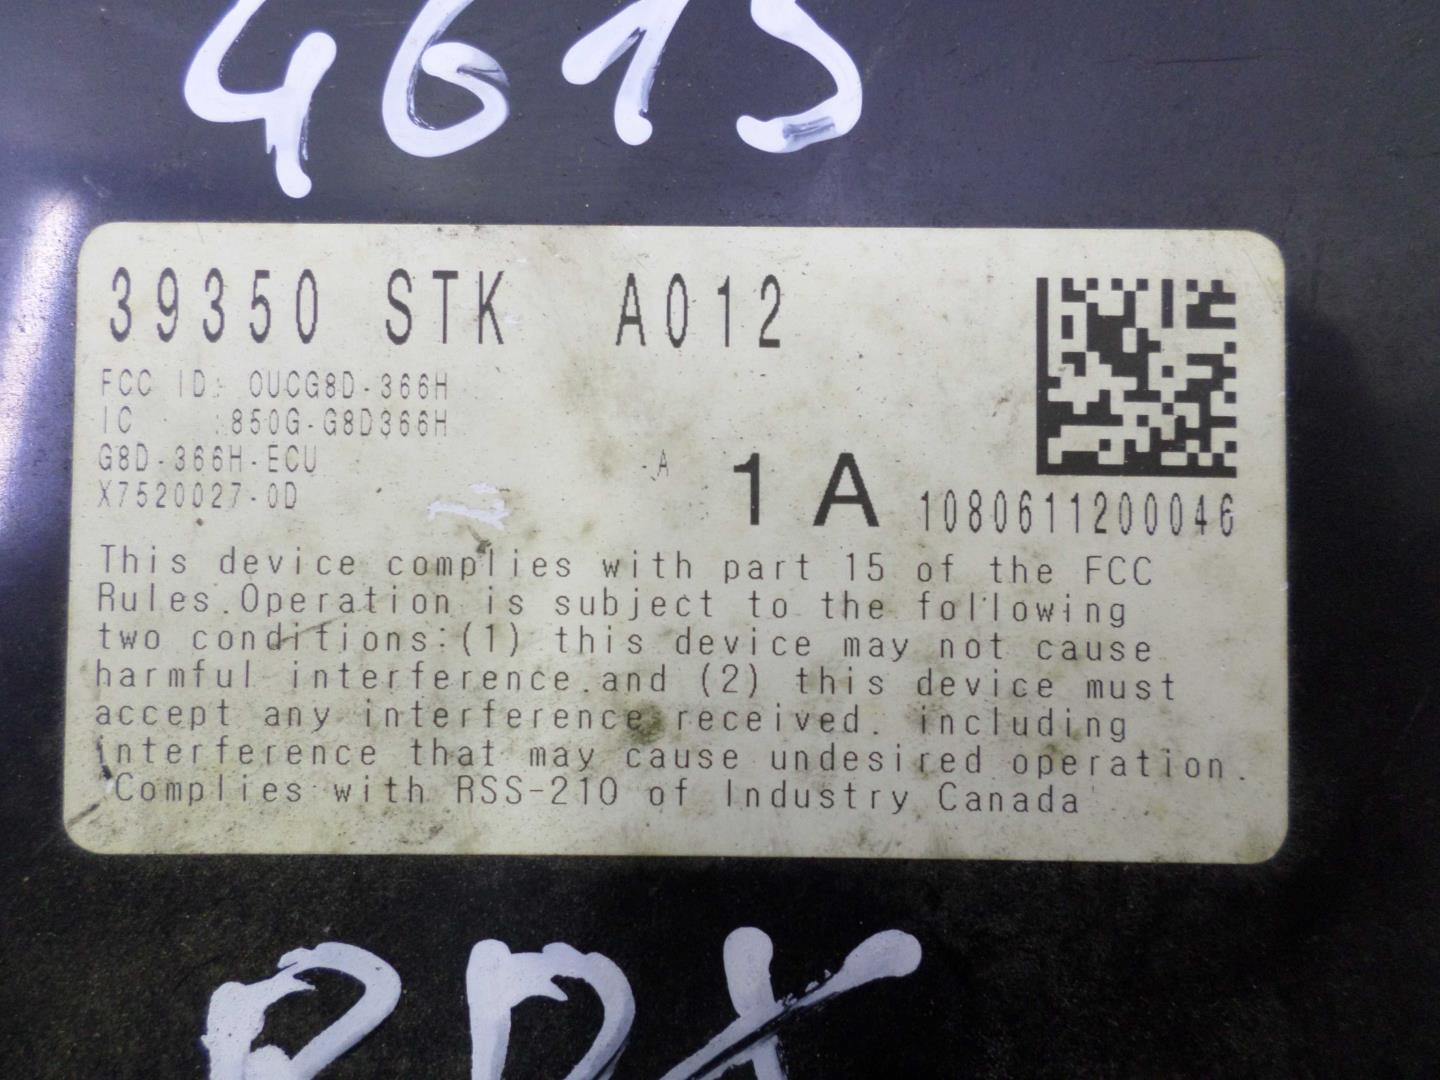 4615
39350 STK A012
FCC ID: OUCG8D-366H
IC :850G-G8D366H
G8D-366H-ECU
X7520027-0D
-A
1 A
1080611200046
This device complies with part 15 of the FCC
Rules.Operation is subject to the following
two conditions:(1) this device may not cause
harmful interference.and (2) this device must
accept any interference received. including
interference that may cause undesired operation.
Complies with RSS-210 of Industry Canada
RDX